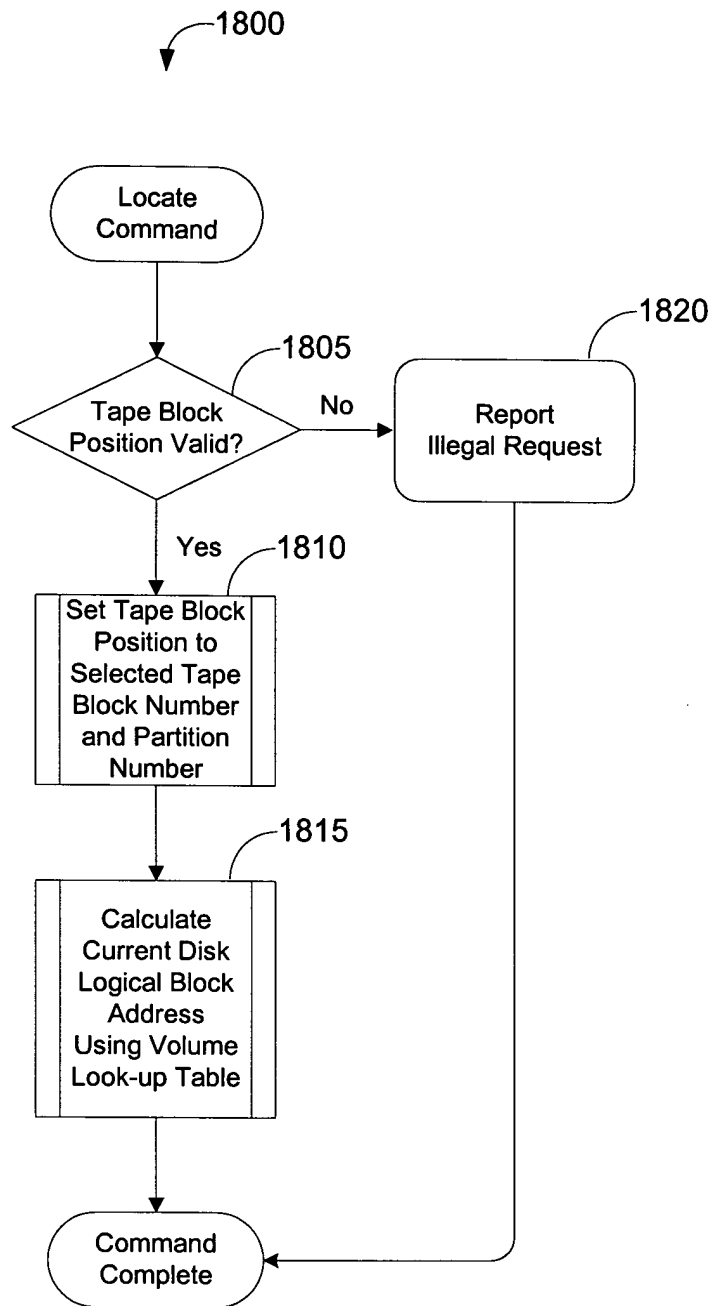 1800
Locate
Command
1805
Tape Block
Position Valid?
No
1820
Report
Illegal Request
Yes
1810
Set Tape Block
Position to
Selected Tape
Block Number
and Partition
Number
1815
Calculate
Current Disk
Logical Block
Address
Using Volume
Look-up Table
Command
Complete